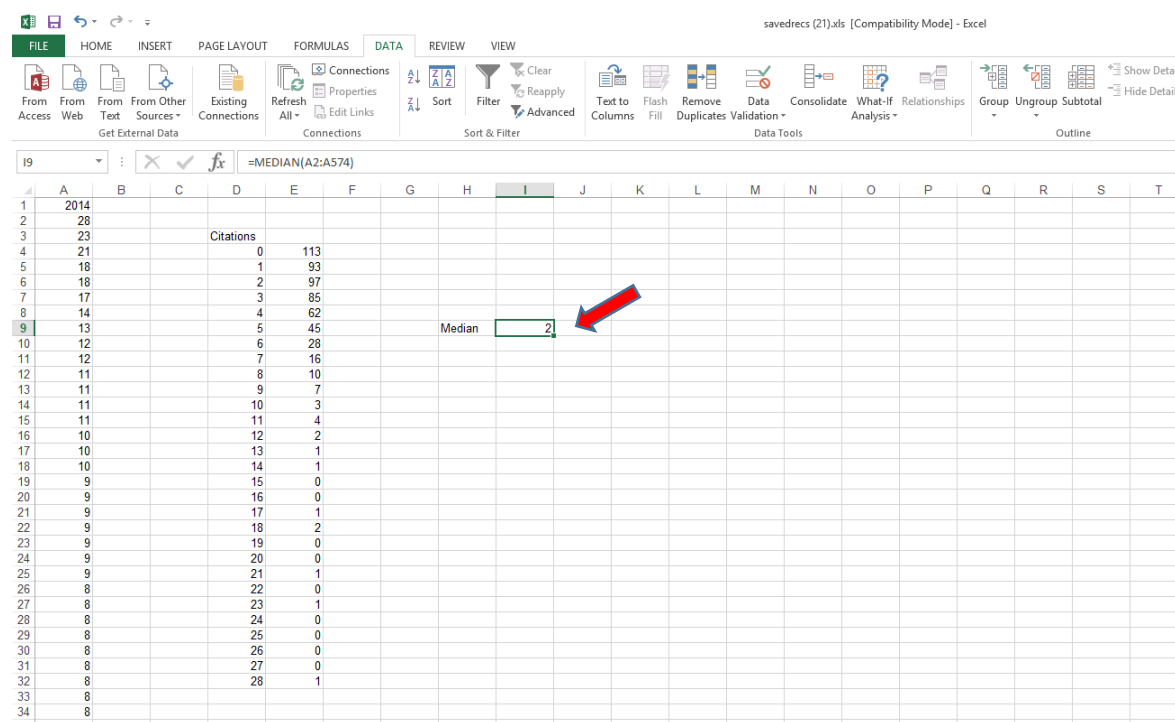 savedrecs (21).xls [Compatibility Mode] - Excel
FILE HOME INSERT PAGE LAYOUT FORMULAS DATA REVIEW VIEW
From Access
From Web
From Text
From Other Sources
Get External Data
Existing Connections
Refresh All
Connections
Properties
Edit Links
Connections
Sort
Filter
Clear
Reapply
Advanced
Sort & Filter
Text to Columns
Flash Fill
Remove Duplicates
Data Validation
Consolidate
What-If Analysis
Relationships
Data Tools
Group
Ungroup
Subtotal
Show Deta
Hide Detail
Outline
I9 fx =MEDIAN(A2:A574)
A B C D E F G H I J K L M N O P Q R S T
1 2014
2 28
3 23 Citations
4 21 0 113
5 18 1 93
6 18 2 97
7 17 3 85
8 14 4 62
9 13 5 45 Median 2
10 12 6 28
11 12 7 16
12 11 8 10
13 11 9 7
14 11 10 3
15 11 11 4
16 10 12 2
17 10 13 1
18 10 14 1
19 9 15 0
20 9 16 0
21 9 17 1
22 9 18 2
23 9 19 0
24 9 20 0
25 9 21 1
26 8 22 0
27 8 23 1
28 8 24 0
29 8 25 0
30 8 26 0
31 8 27 0
32 8 28 1
33 8
34 8